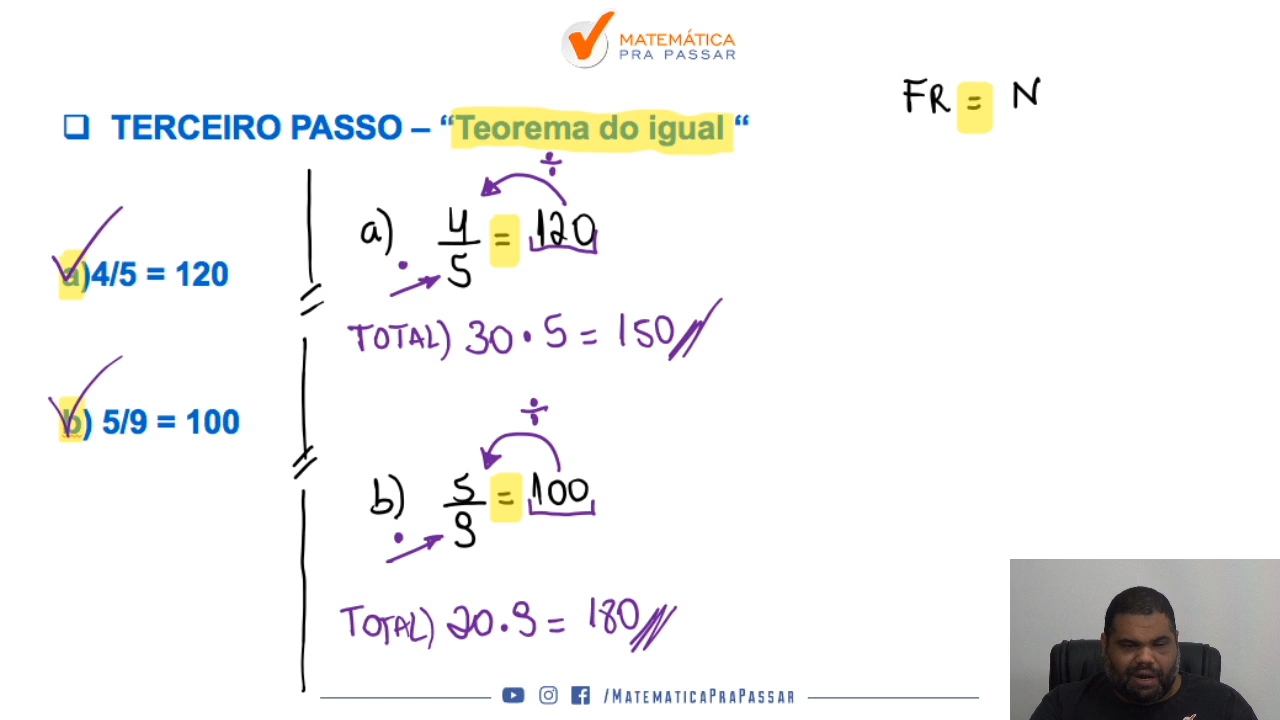 MATEMÁTICA
PRA PASSAR
FR = N
❑ TERCEIRO PASSO – “Teorema do igual “
÷
a) 4/5 = 120
a)4/5 = 120
TOTAL) 30 · 5 = 150
÷
b) 5/9 = 100
b) 5/9 = 100
TOTAL) 20 · 9 = 180
/MATEMATICAPRAPASSAR